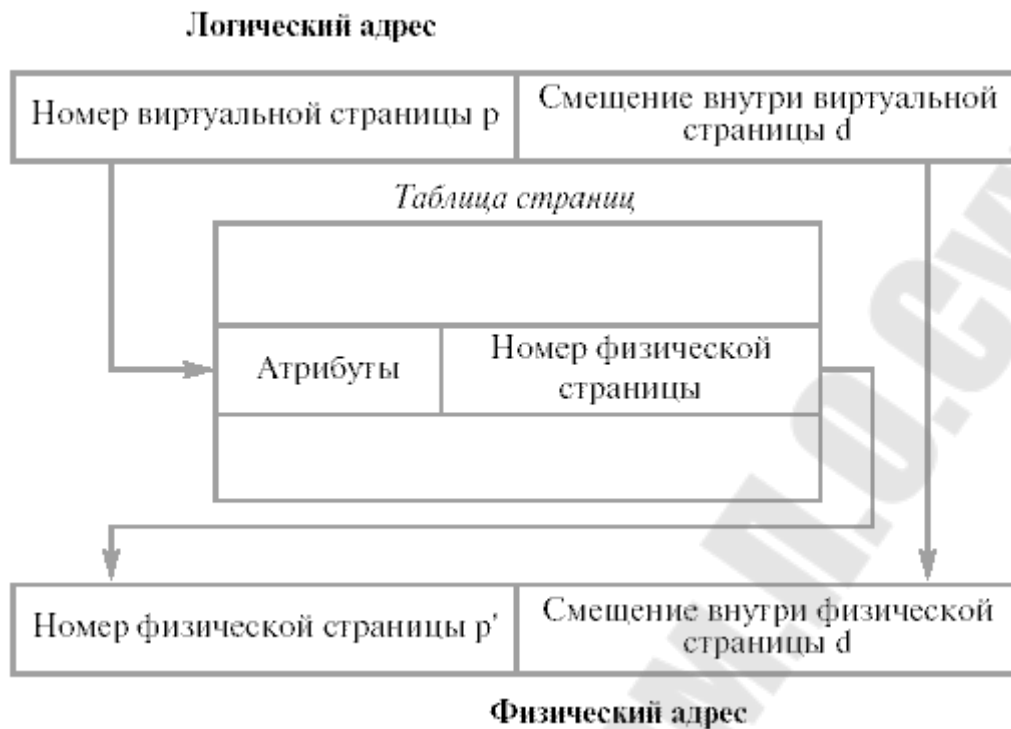 Логический адрес
Номер виртуальной страницы p
Смещение внутри виртуальной
страницы d
Таблица страниц
Атрибуты
Номер физической
страницы
Номер физической страницы p'
Смещение внутри физической
страницы d
Физический адрес